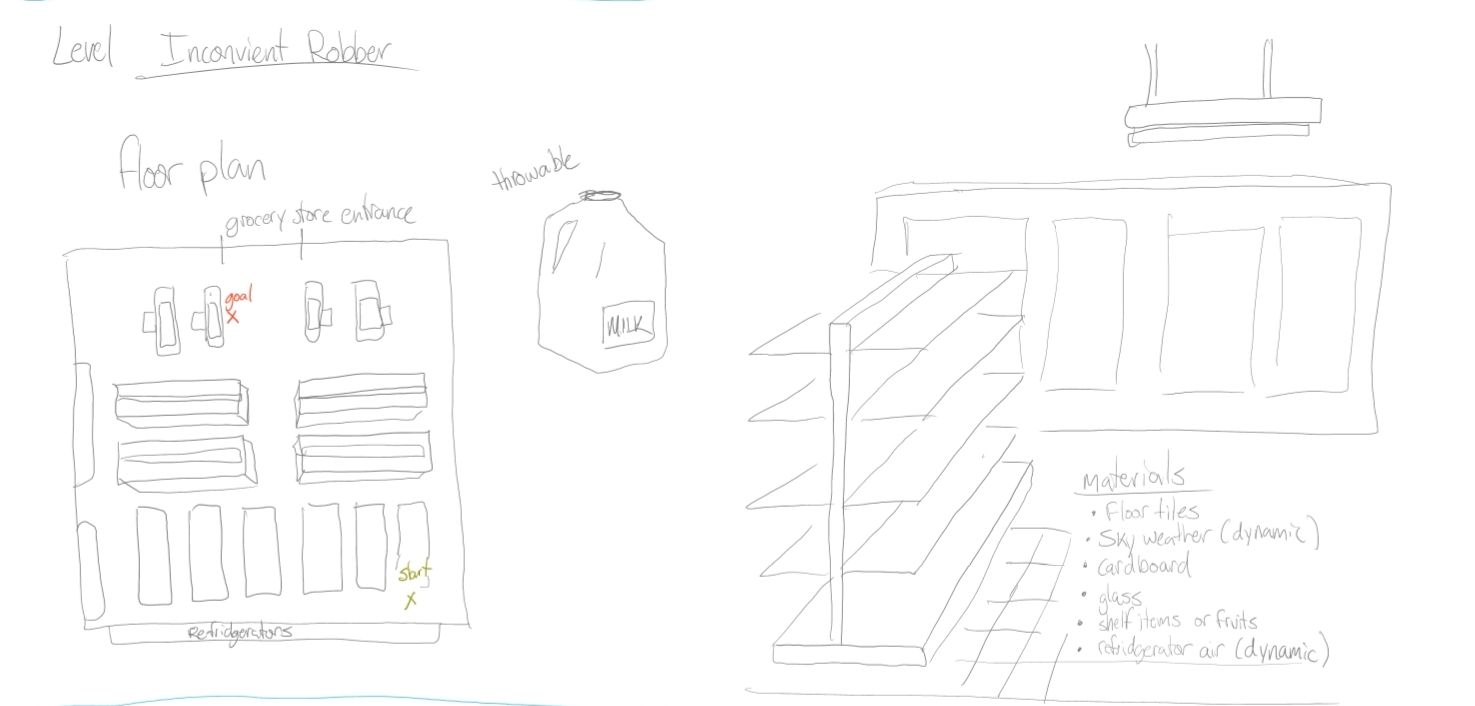 Level Inconvient Robber
floor plan
grocery store entrance
goal
X
start
X
Refridgerators
throwable
MILK
Materials
• Floor tiles
• Sky weather (dynamic)
• cardboard
• glass
• shelf items or fruits
• refridgerator air (dynamic)